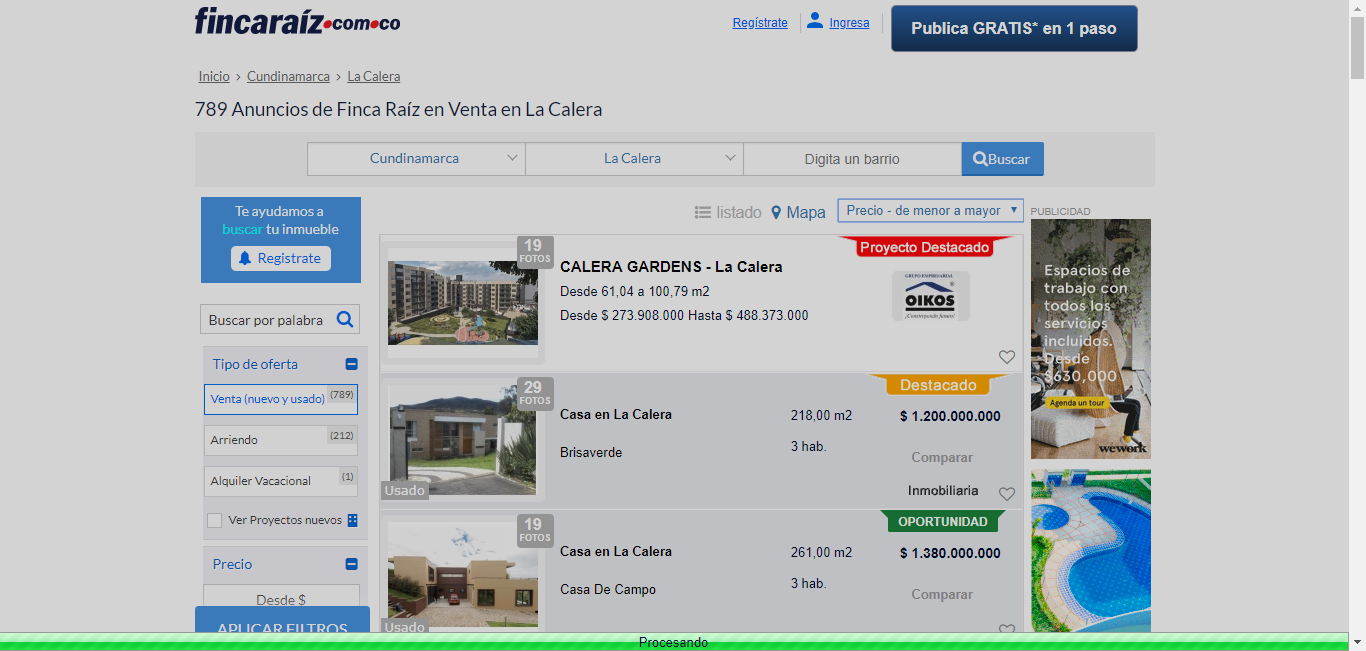 fincaraíz.com.co
Regístrate
Ingresa
Publica GRATIS* en 1 paso
Inicio › Cundinamarca › La Calera
789 Anuncios de Finca Raíz en Venta en La Calera
Cundinamarca
La Calera
Digita un barrio
Buscar
Te ayudamos a
buscar tu inmueble
Registrate
Buscar por palabra
Tipo de oferta
Venta (nuevo y usado) (789)
Arriendo (212)
Alquiler Vacacional (1)
Ver Proyectos nuevos
Precio
Desde $
APLICAR FILTROS
listado
Mapa
Precio - de menor a mayor
19
FOTOS
CALERA GARDENS - La Calera
Desde 61,04 a 100,79 m2
Desde $ 273.908.000 Hasta $ 488.373.000
Proyecto Destacado
GRUPO EMPRESARIAL
OIKOS
¡Construyendo futuro!
29
FOTOS
Usado
Casa en La Calera
Brisaverde
218,00 m2
3 hab.
Destacado
$ 1.200.000.000
Comparar
Inmobiliaria
19
FOTOS
Usado
Casa en La Calera
Casa De Campo
261,00 m2
3 hab.
OPORTUNIDAD
$ 1.380.000.000
Comparar
PUBLICIDAD
Espacios de
trabajo con
todos los
servicios
incluidos.
Desde
$630,000
Agenda un tour
wework
Procesando